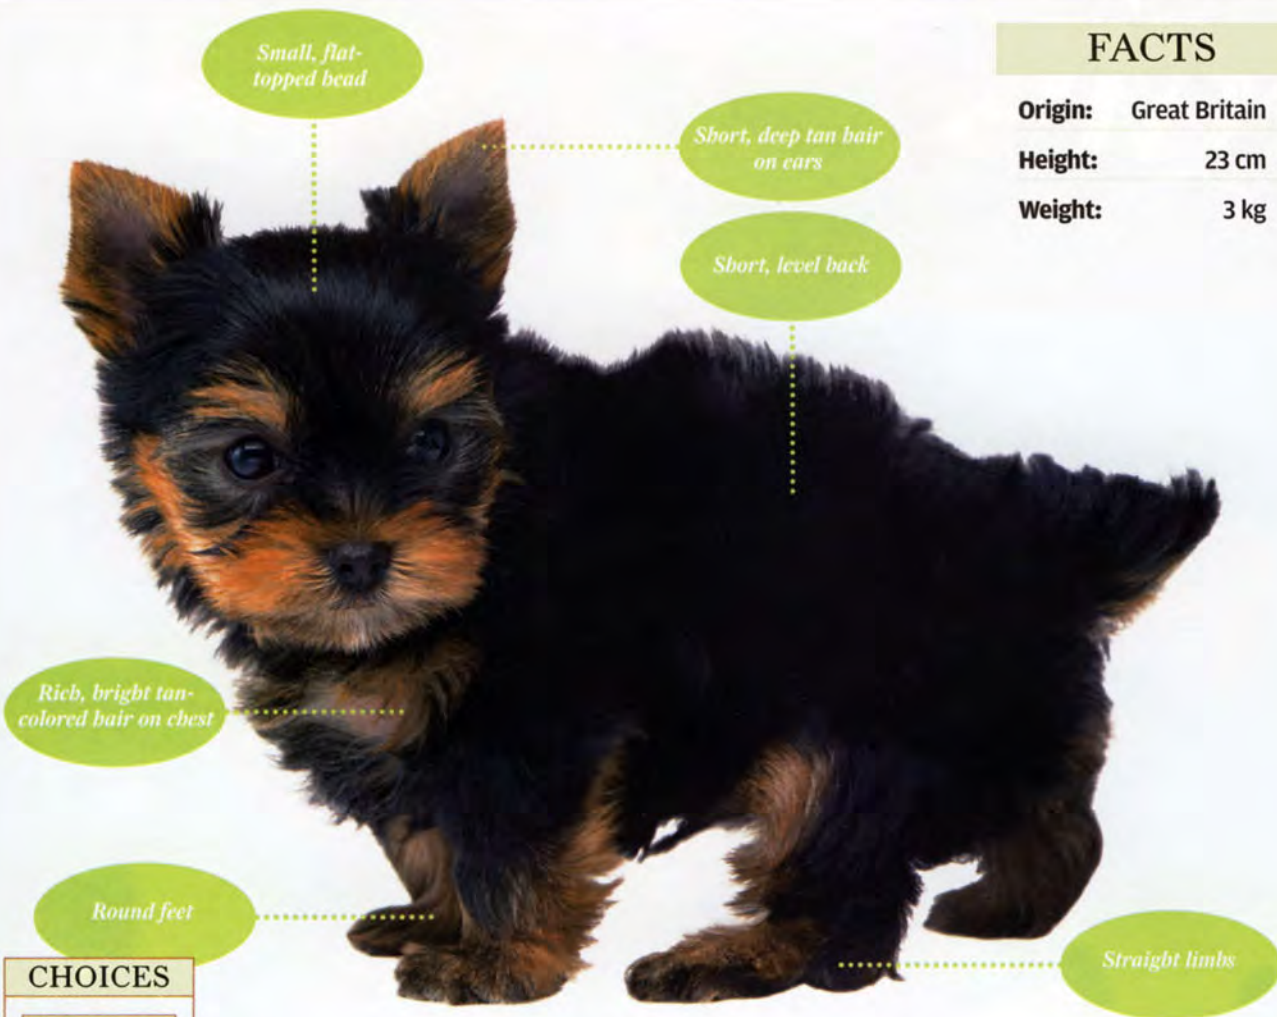 Small, flat-
topped head
FACTS
Origin: Great Britain
Height: 23 cm
Weight: 3 kg
Short, deep tan hair
on ears
Short, level back
Rich, bright tan-
colored hair on chest
Round feet
Straight limbs
CHOICES